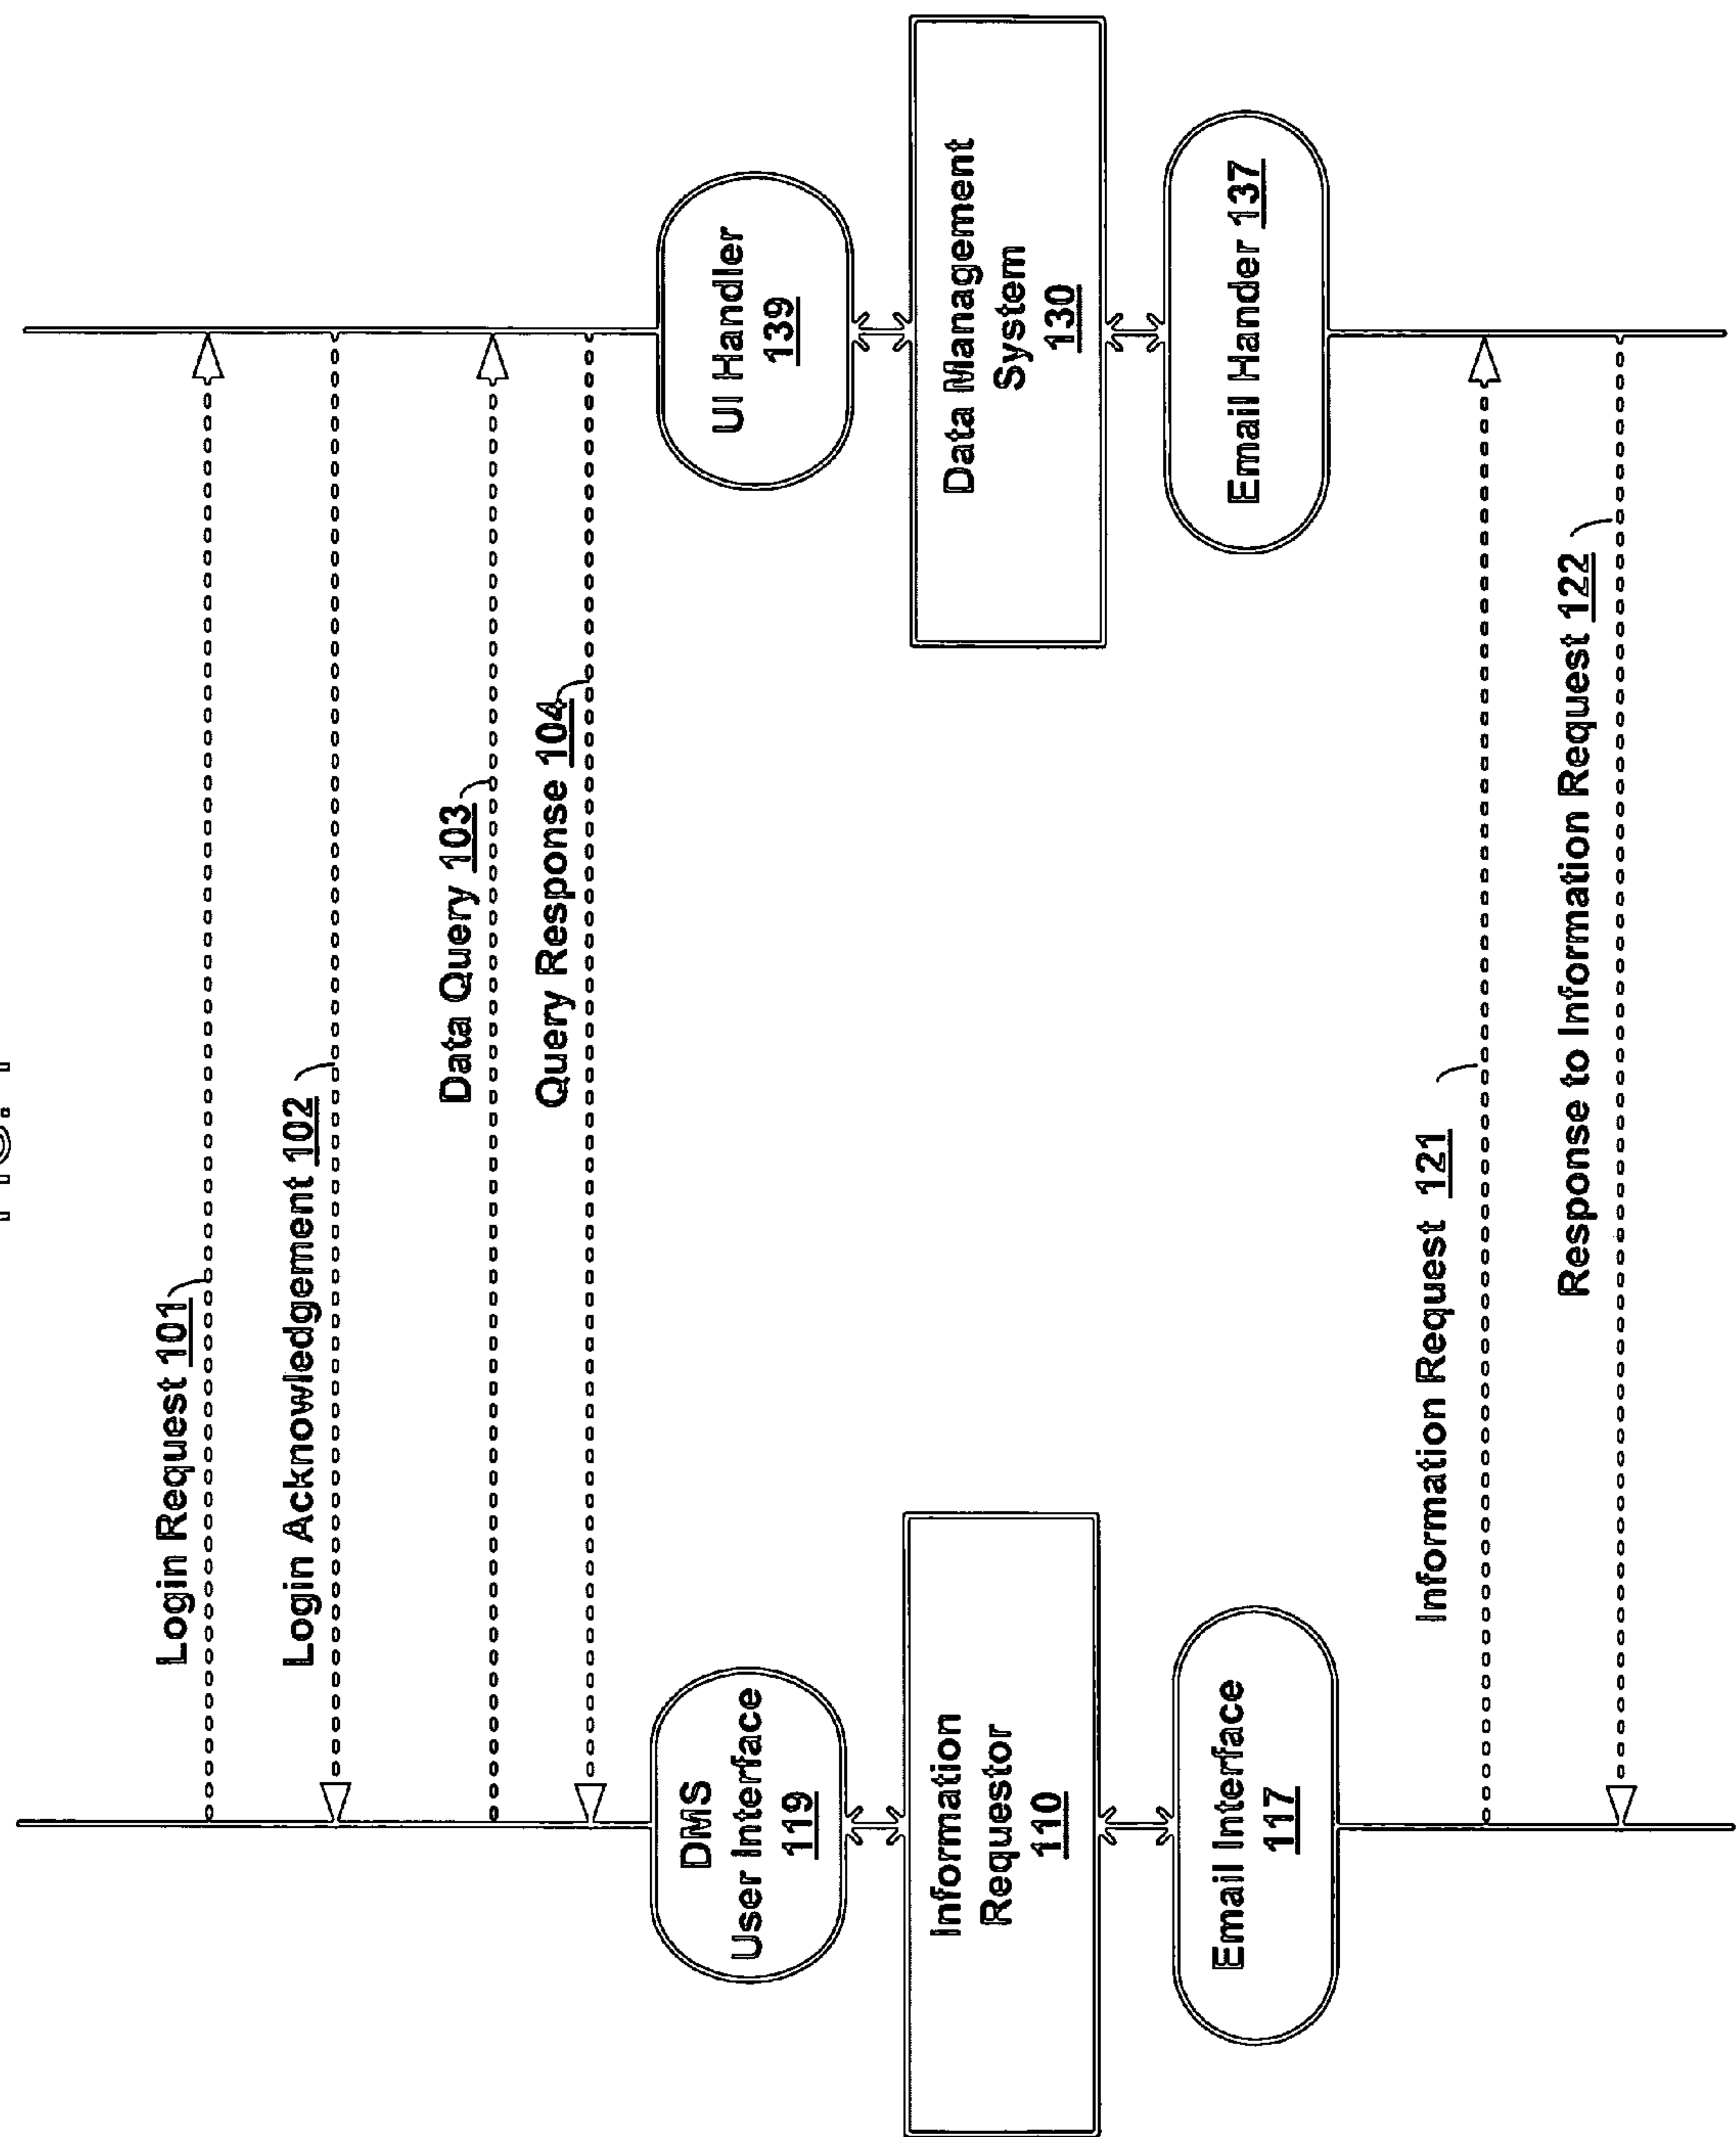 FIG. 1
Login Request 101
Login Acknowledgement 102
Data Query 103
Query Response 104
DMS
User Interface
119
UI Handler
139
Information
Requestor
110
Data Management
System
130
Email Interface
117
Email Hander 137
Information Request 121
Response to Information Request 122